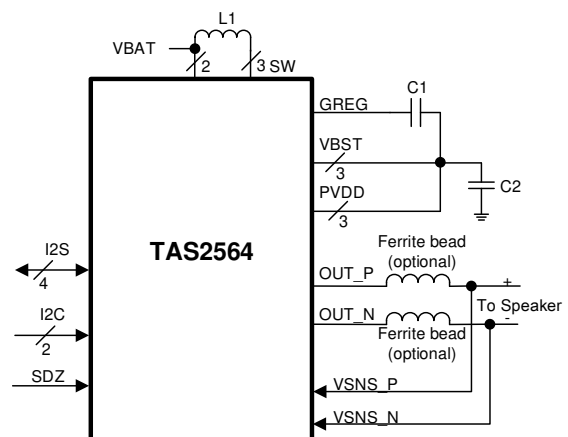 L1
VBAT
2
3 SW
GREG
C1
VBST
3
C2
PVDD
3
TAS2564
Ferrite bead
(optional)
I2S
4
OUT_P
+
To Speaker
OUT_N
-
Ferrite bead
(optional)
I2C
2
SDZ
VSNS_P
VSNS_N